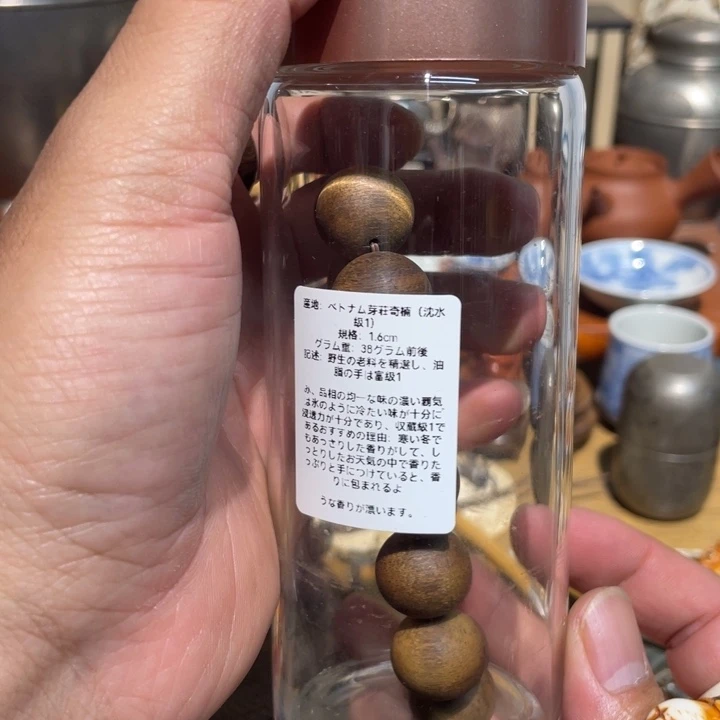 産地: ベトナム芽荘奇楠（沈水
級1）
規格: 1.6cm
グラム重: 38グラム前後
記述: 野生の老料を精選し、油
脂の手は富級1
み、品相の均一な味の濃い覇気
は氷のように冷たい味が十分に
浸透力が十分であり、収蔵級1で
あるおすすめの理由: 寒い冬で
もあっさりした香りがして、し
っとりしたお天気の中で香りた
っぷりと手につけていると、香
りに包まれるよ
うな香りが漂います。